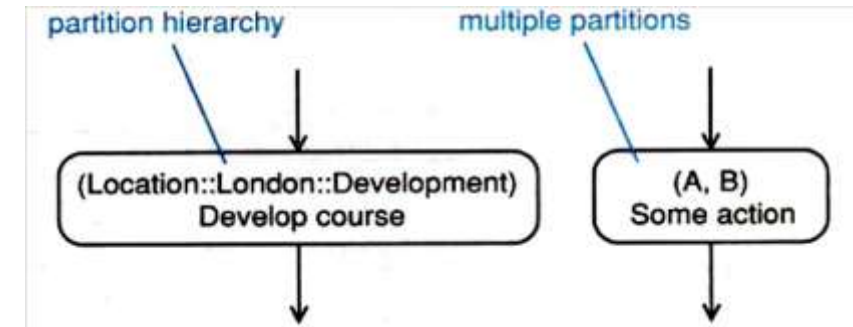 partition hierarchy
multiple partitions
(Location::London::Development)
Develop course
(A, B)
Some action